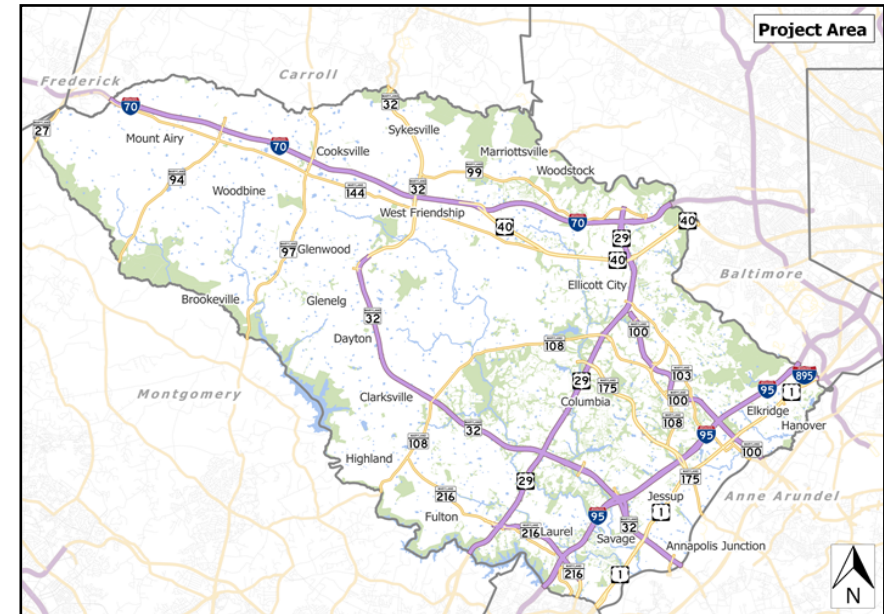 Project Area
Frederick
Carroll
70
32
27
Mount Airy
Sykesville
70
Cooksville
Marriottsville
94
99
Woodstock
Woodbine
144
32
West Friendship
40
70
40
29
97
Glenwood
40
Baltimore
Ellicott City
Brookeville
Glenelg
32
100
Dayton
108
Montgomery
29
175
103
95
895
1
Clarksville
Columbia
100
Elkridge
108
32
108
95
Hanover
100
Highland
175
29
Anne Arundel
216
Jessup
Fulton
95
1
216
Laurel
32
Savage
Annapolis Junction
216
1
N